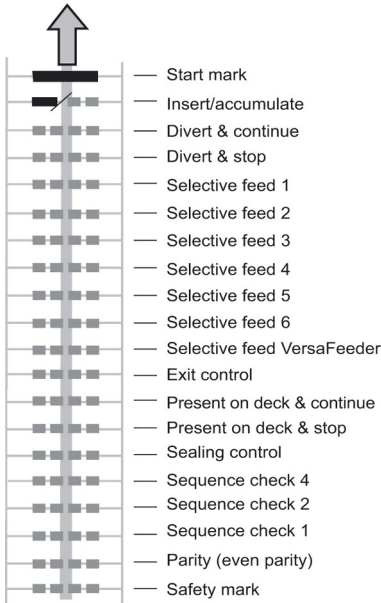 Start mark
Insert/accumulate
Divert & continue
Divert & stop
Selective feed 1
Selective feed 2
Selective feed 3
Selective feed 4
Selective feed 5
Selective feed 6
Selective feed VersaFeeder
Exit control
Present on deck & continue
Present on deck & stop
Sealing control
Sequence check 4
Sequence check 2
Sequence check 1
Parity (even parity)
Safety mark